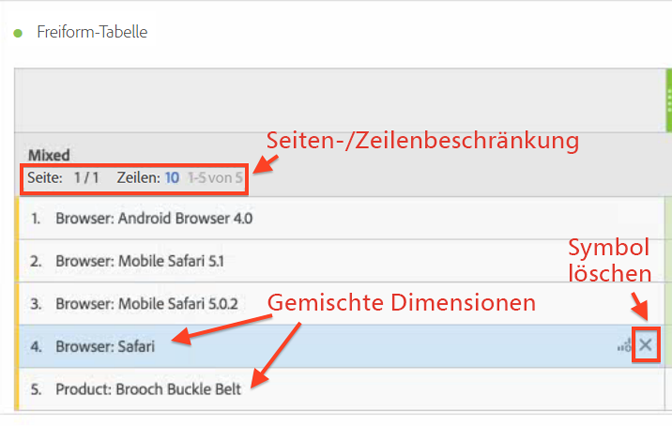 Freiform-Tabelle
Seiten-/Zeilenbeschränkung
Mixed
Seite: 1 / 1 Zeilen: 10 1-5 von 5
1. Browser: Android Browser 4.0
2. Browser: Mobile Safari 5.1
Symbol
löschen
3. Browser: Mobile Safari 5.0.2
Gemischte Dimensionen
4. Browser: Safari
5. Product: Brooch Buckle Belt